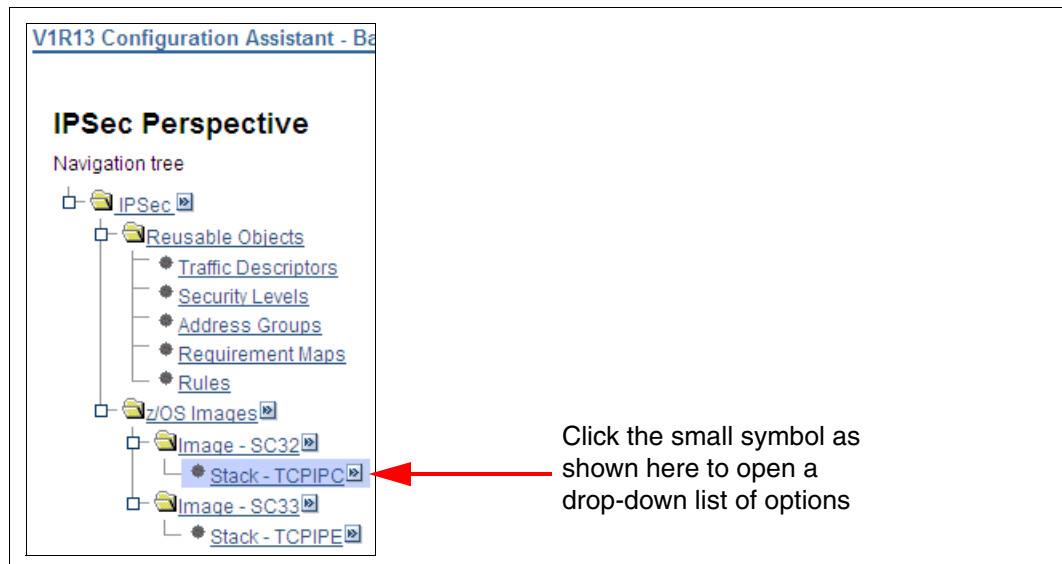 V1R13 Configuration Assistant - Ba
IPSec Perspective
Navigation tree
IPSec
Reusable Objects
Traffic Descriptors
Security Levels
Address Groups
Requirement Maps
Rules
z/OS Images
Image - SC32
Stack - TCPIPC
Image - SC33
Stack - TCPIPE
Click the small symbol as
shown here to open a
drop-down list of options